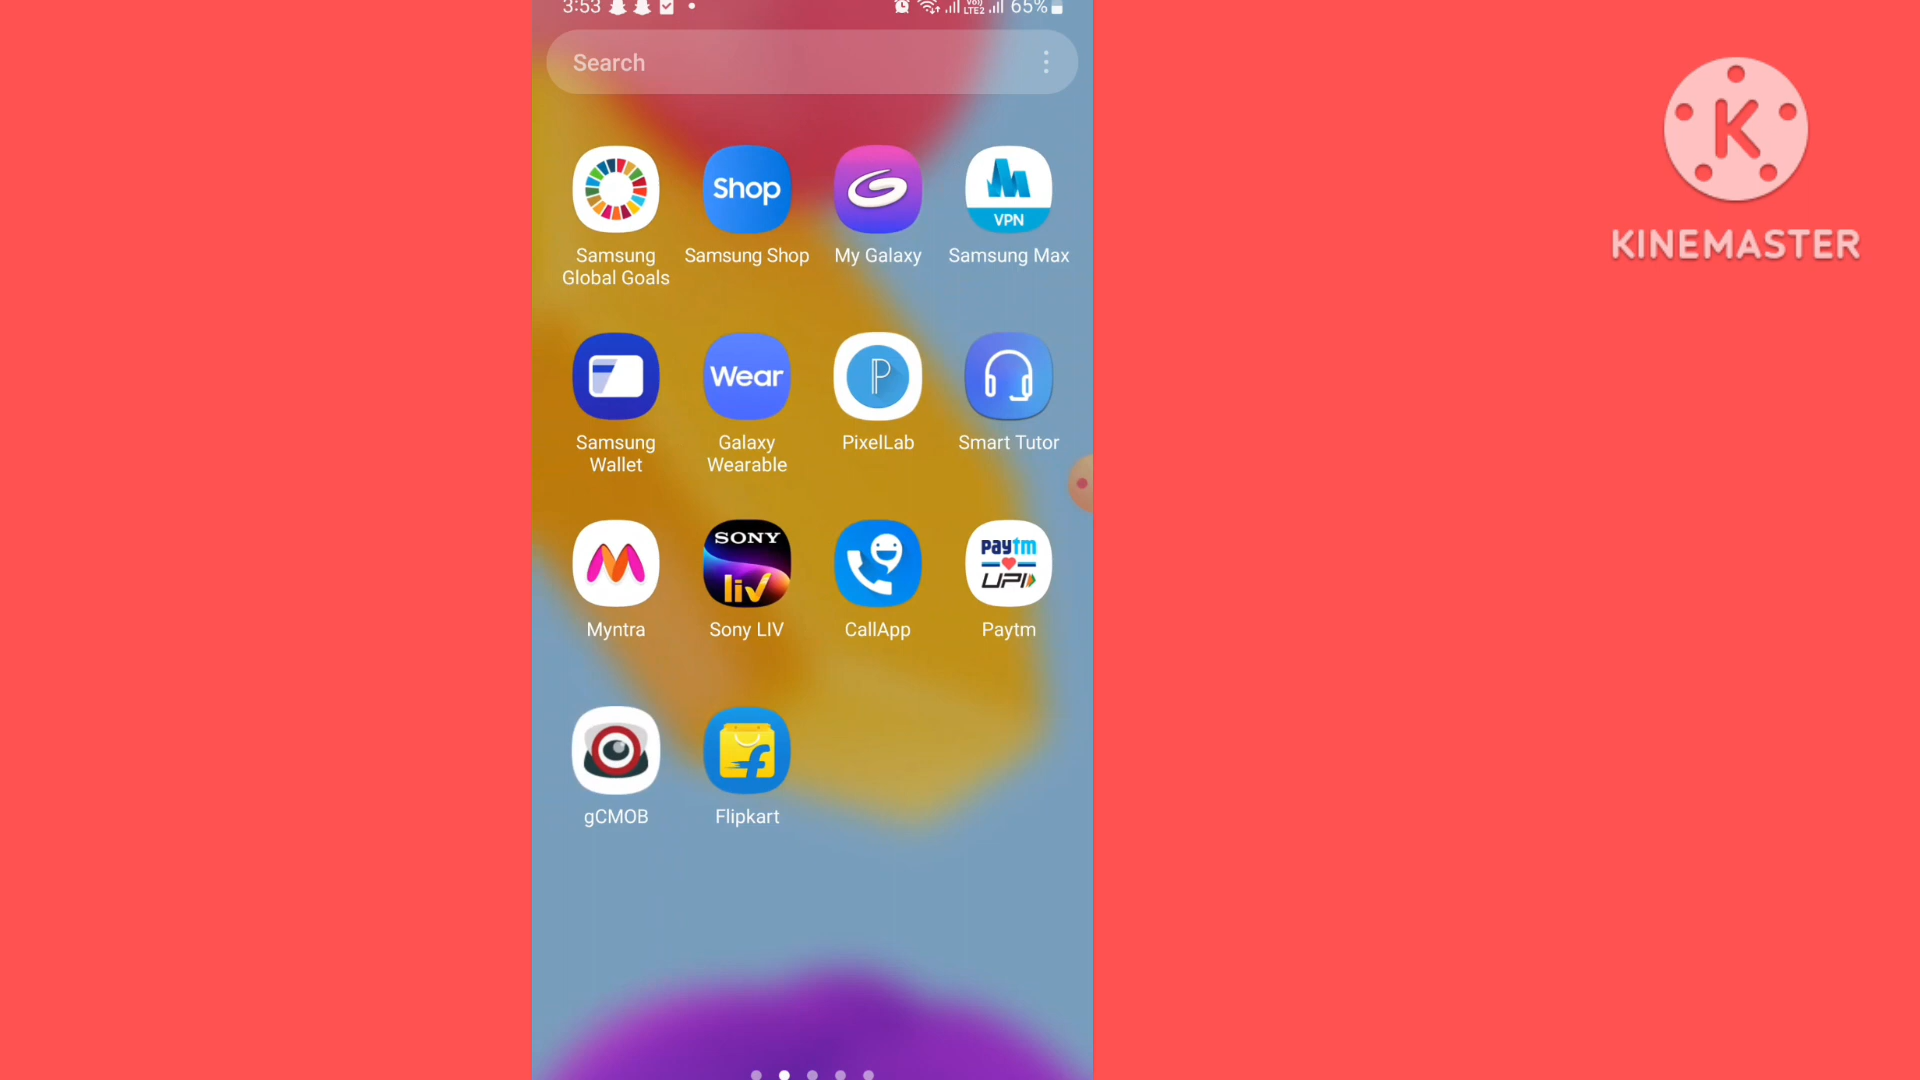 3:53
VoLTE2 65%
Search
K
KINEMASTER
Shop
VPN
Samsung Shop My Galaxy Samsung Max
Samsung
Global Goals
Wear
P
Samsung
Wallet
Galaxy
Wearable
PixelLab
Smart Tutor
SONY
liv
paytm
UPI
Myntra
Sony LIV
CallApp
Paytm
f
gCMOB
Flipkart